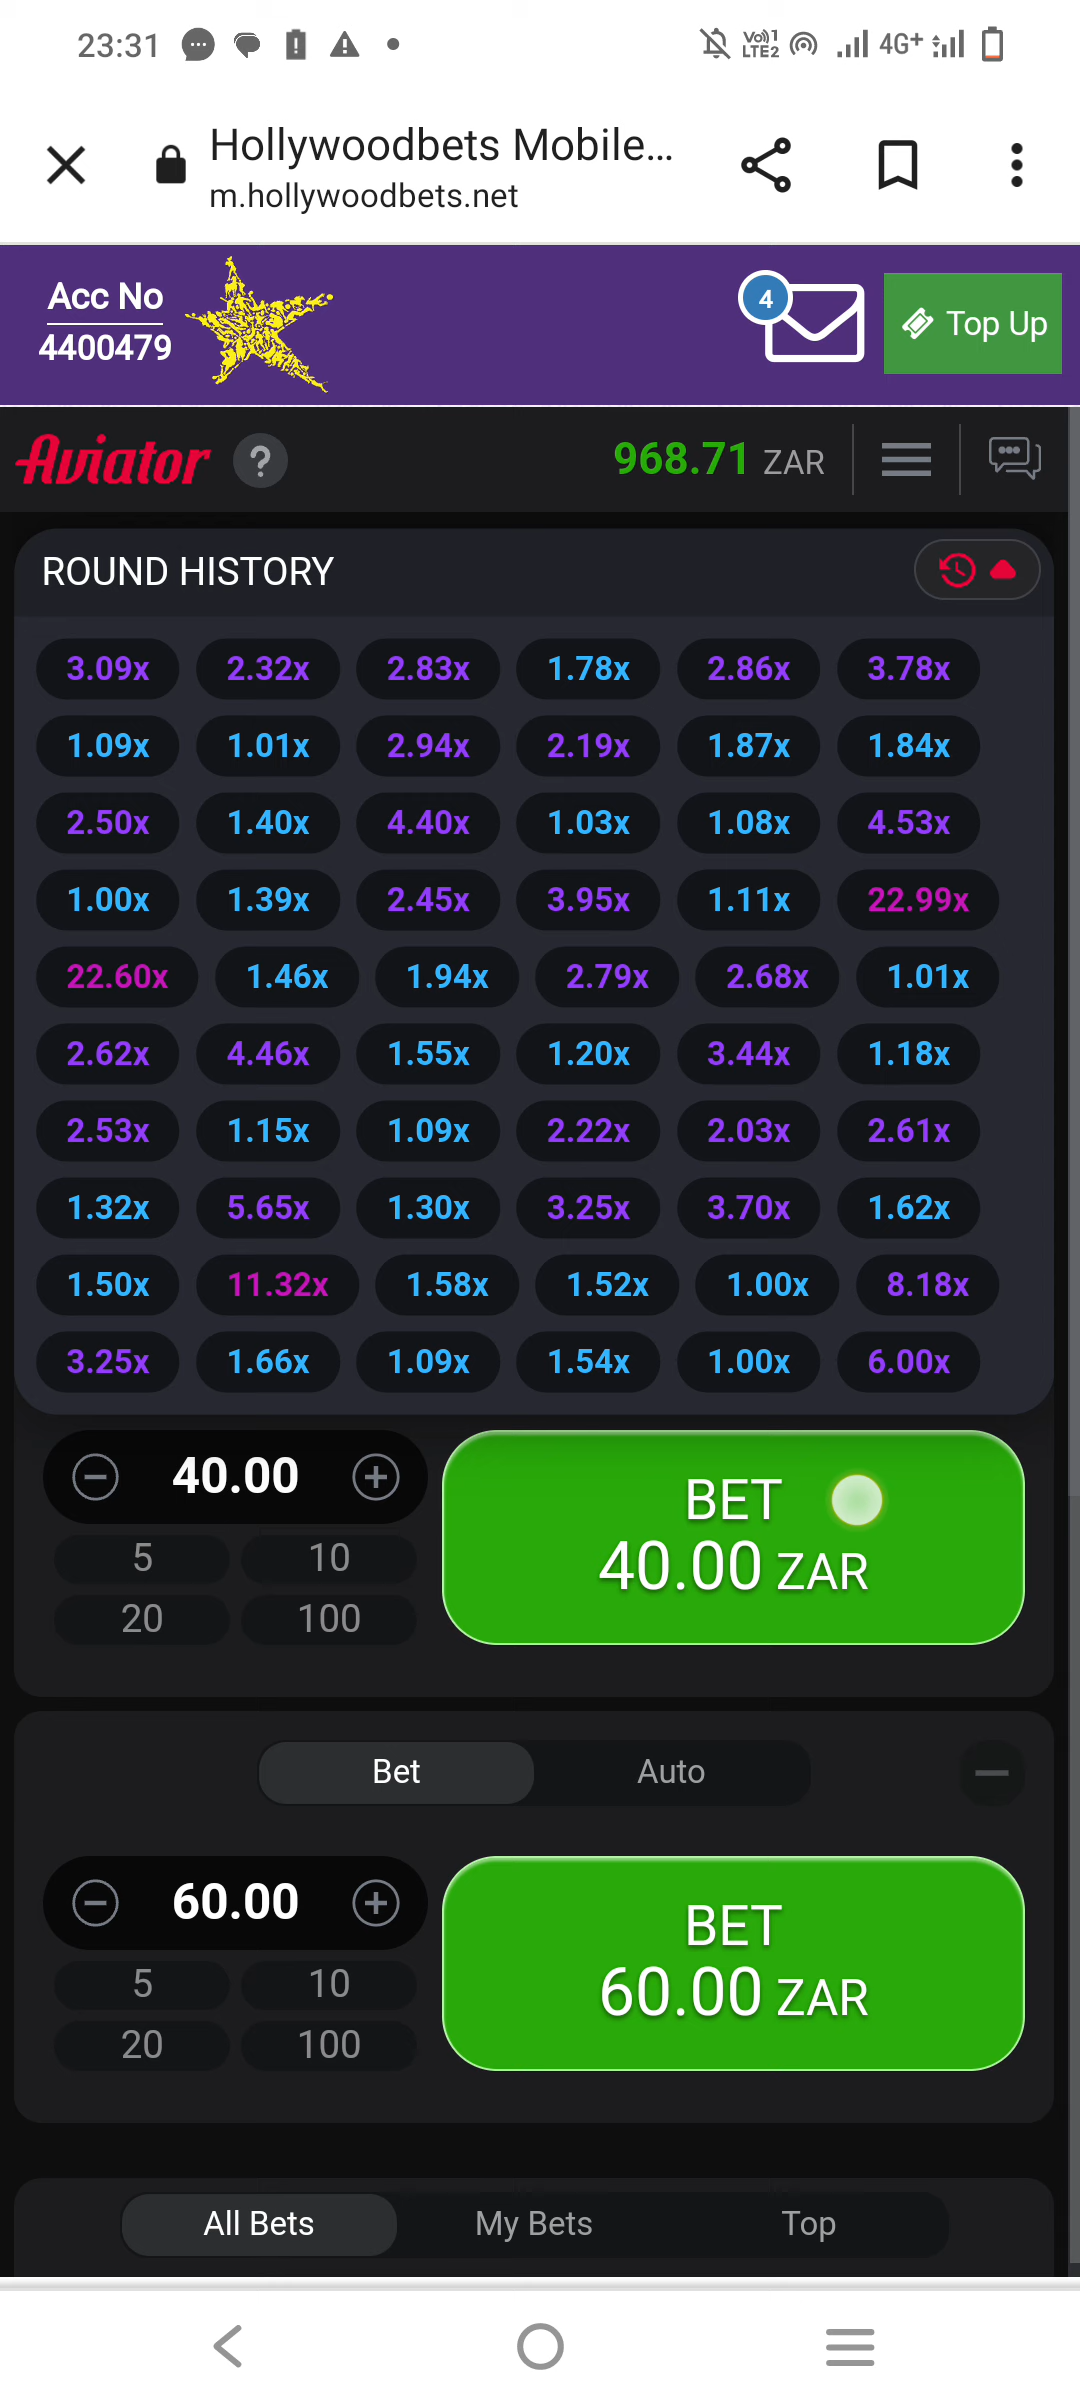 23:31
Vo))1
LTE2
4G+
Hollywoodbets Mobile...
m.hollywoodbets.net
Acc No
4400479
4
Top Up
Aviator
?
968.71 ZAR
ROUND HISTORY
3.09x 2.32x 2.83x 1.78x 2.86x 3.78x
1.09x 1.01x 2.94x 2.19x 1.87x 1.84x
2.50x 1.40x 4.40x 1.03x 1.08x 4.53x
1.00x 1.39x 2.45x 3.95x 1.11x 22.99x
22.60x 1.46x 1.94x 2.79x 2.68x 1.01x
2.62x 4.46x 1.55x 1.20x 3.44x 1.18x
2.53x 1.15x 1.09x 2.22x 2.03x 2.61x
1.32x 5.65x 1.30x 3.25x 3.70x 1.62x
1.50x 11.32x 1.58x 1.52x 1.00x 8.18x
3.25x 1.66x 1.09x 1.54x 1.00x 6.00x
40.00
5 10
20 100
BET
40.00 ZAR
Bet Auto
60.00
5 10
20 100
BET
60.00 ZAR
All Bets My Bets Top